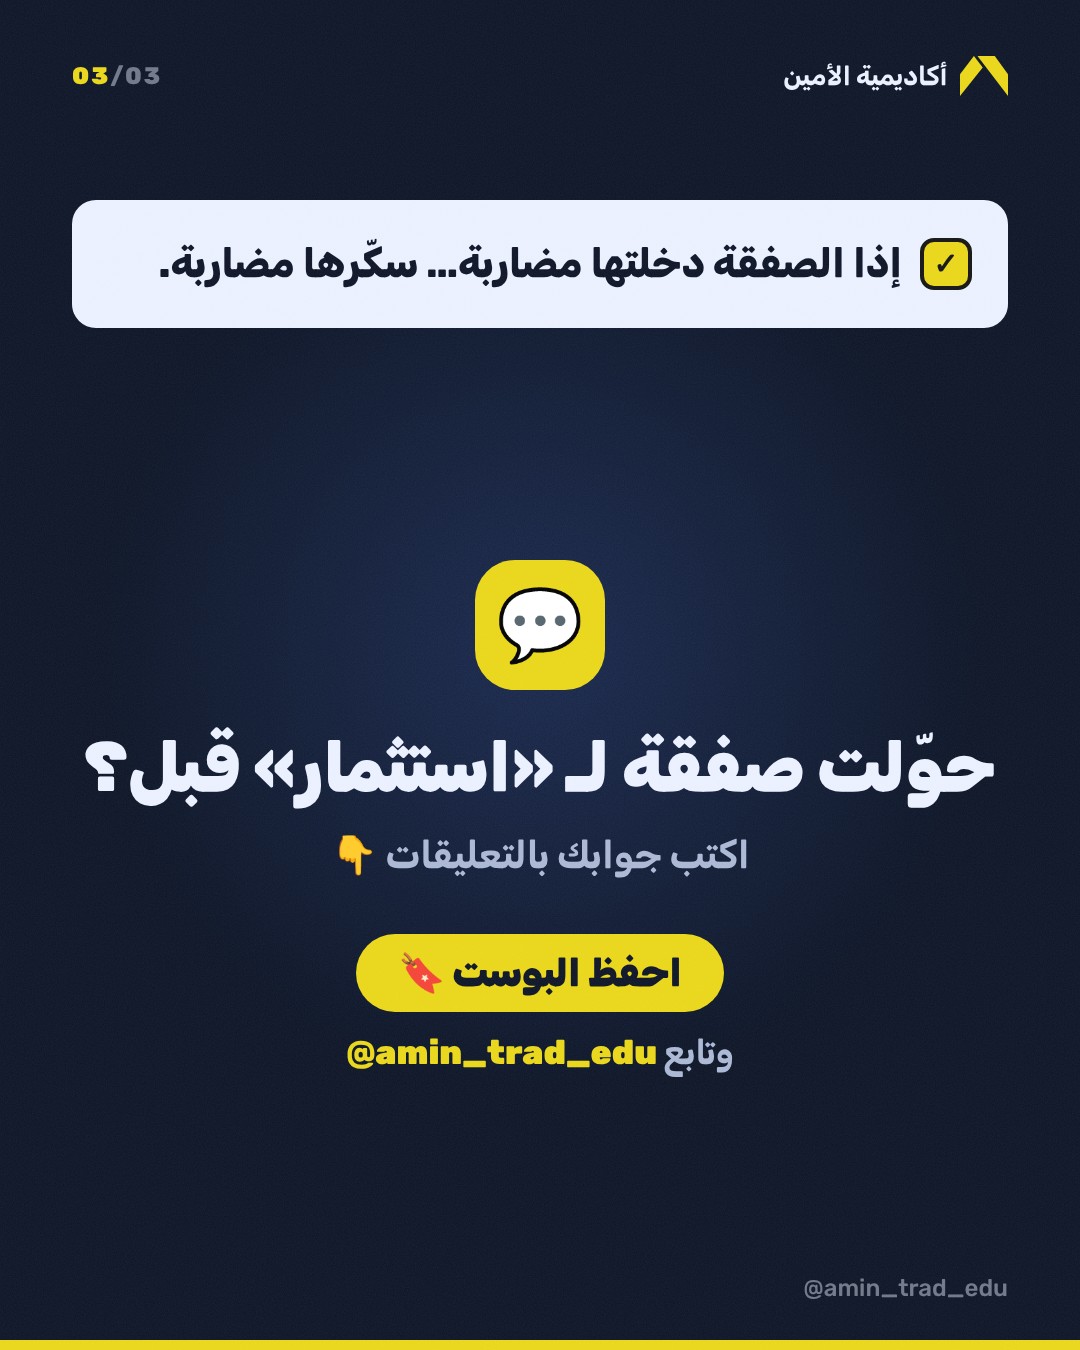 أكاديمية الأمين
03/03
✓ إذا الصفقة دخلتها مضاربة... سكّرها مضاربة.
حوّلت صفقة لـ «استثمار» قبل؟
اكتب جوابك بالتعليقات 👇
احفظ البوست 🔖
وتابع @amin_trad_edu
@amin_trad_edu